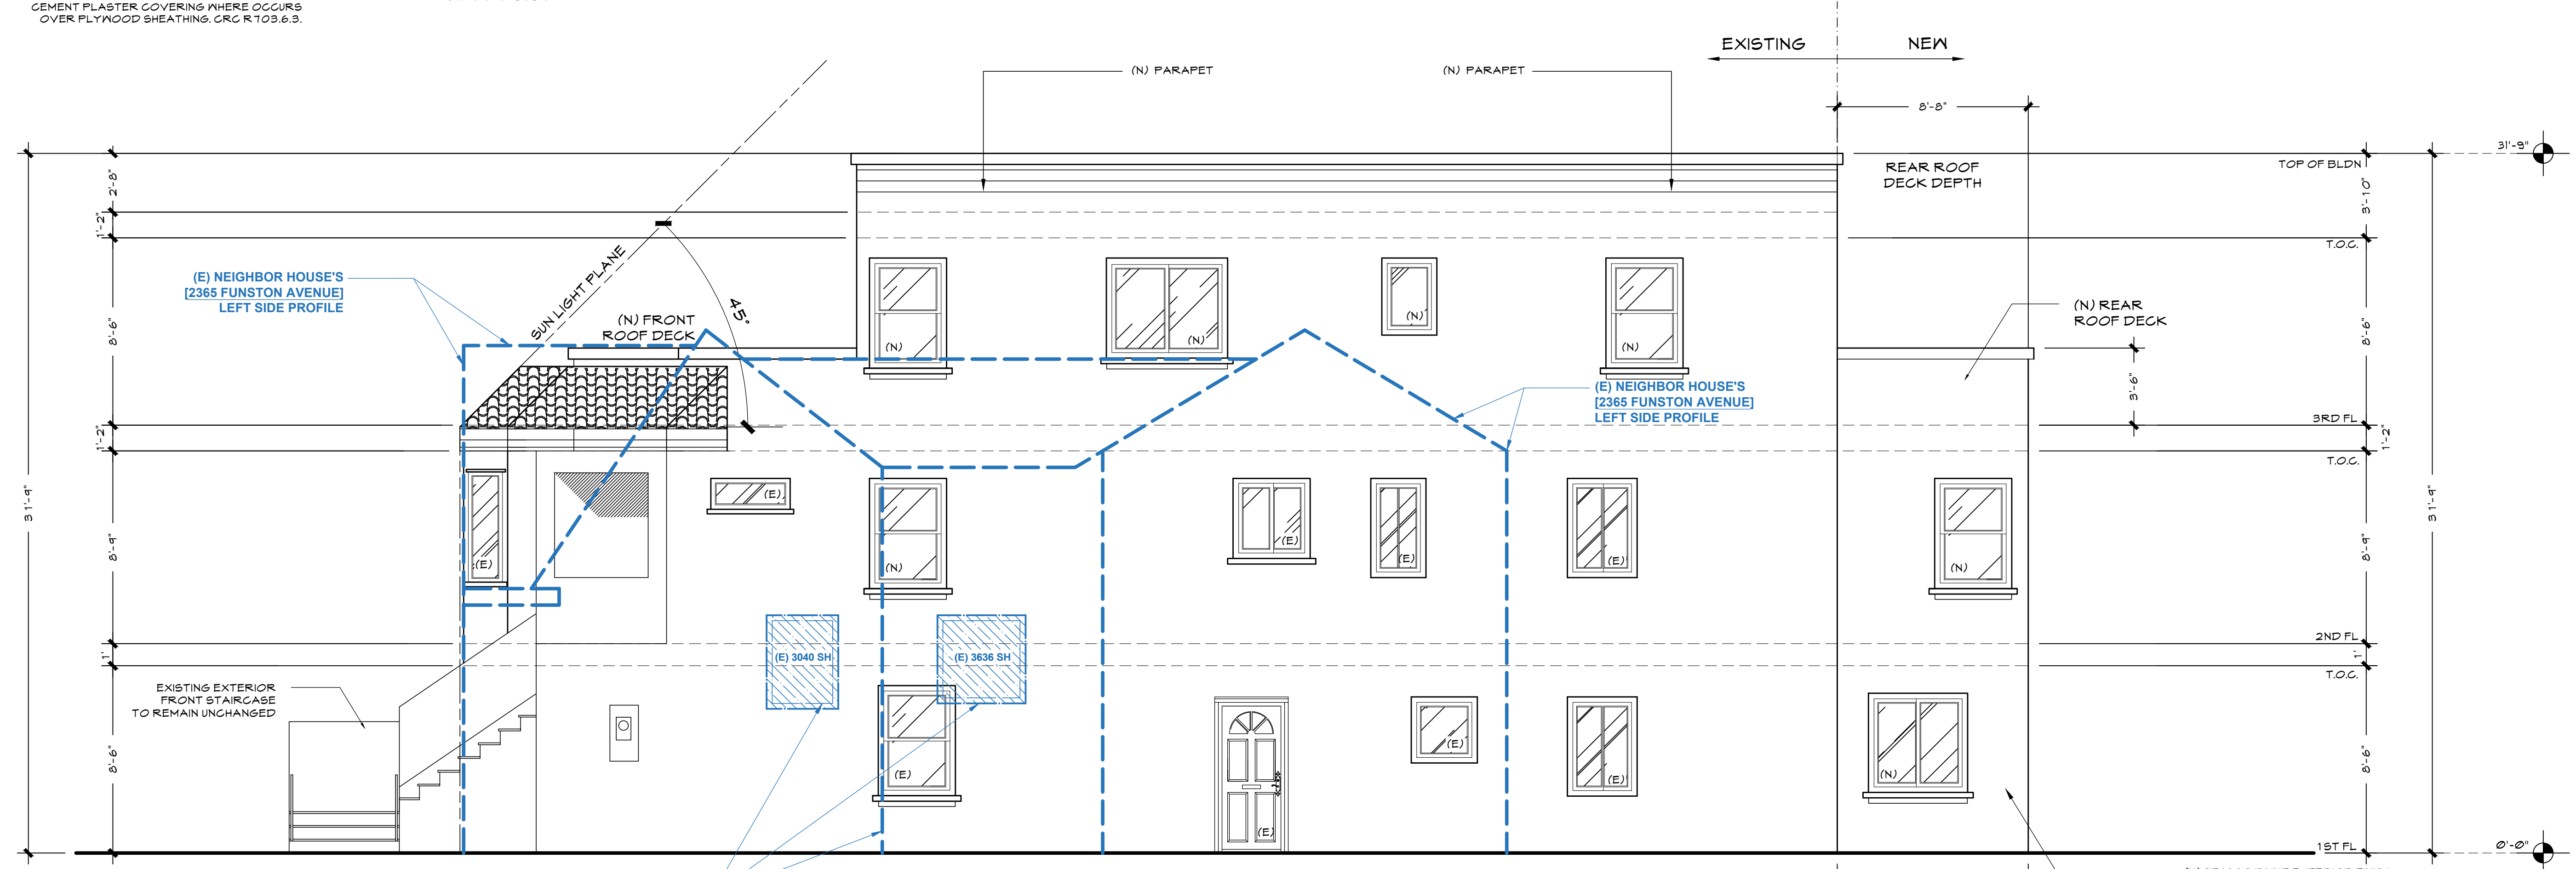 CEMENT PLASTER COVERING WHERE OCCURS
OVER PLYWOOD SHEATHING, CRC R703.6.3.
EXISTING
NEW
(N) PARAPET
(N) PARAPET
8'-8"
31'-9"
TOP OF BLDN
REAR ROOF
DECK DEPTH
2'-8"
1'-2"
8'-6"
1'-2"
8'-9"
1'
8'-6"
31'-9"
3'-10"
T.O.C.
8'-6"
3RD FL
1'-2"
T.O.C.
8'-9"
2ND FL
1'
T.O.C.
8'-6"
1ST FL
31'-9"
0'-0"
3'-6"
(N) REAR
ROOF DECK
SUN LIGHT PLANE
45°
(N) FRONT
ROOF DECK
(E) NEIGHBOR HOUSE'S
[2365 FUNSTON AVENUE]
LEFT SIDE PROFILE
(E) NEIGHBOR HOUSE'S
[2365 FUNSTON AVENUE]
LEFT SIDE PROFILE
(N)
(N)
(N)
(N)
(E)
(E)
(N)
(E)
(E)
(E)
(N)
(E) 3040 SH
(E) 3636 SH
EXISTING EXTERIOR
FRONT STAIRCASE
TO REMAIN UNCHANGED
(E)
(E)
(E)
(E)
(N)